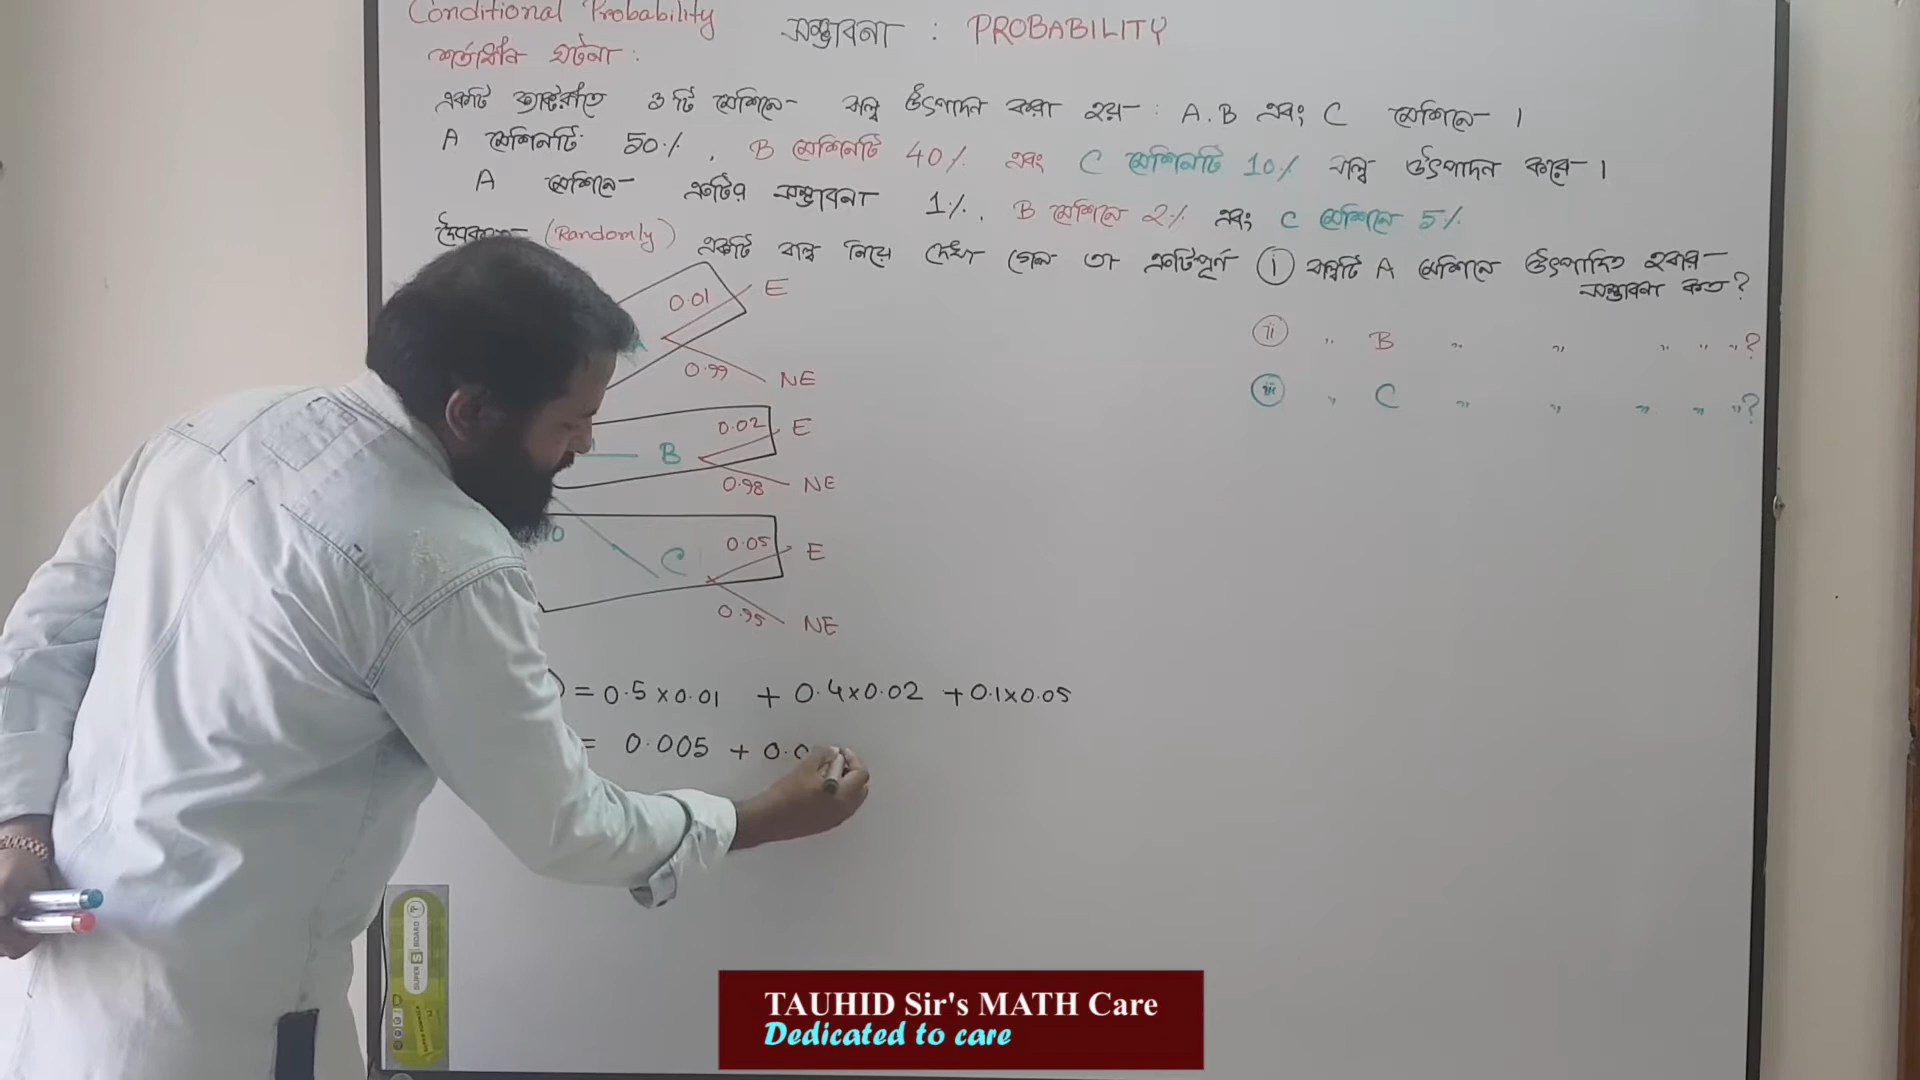 Conditional Probability
সম্ভাবনা : PROBABILITY
শর্তাধীন ঘটনা :
একটি ফ্যাক্টরীতে ৩ টি মেশিনে বাল্ব উৎপাদন করা হয় : A.B এবং C মেশিনে ।
A মেশিনটি 50% , B মেশিনটি 40% এবং C মেশিনটি 10% বাল্ব উৎপাদন করে ।
A মেশিনে ত্রুটির সম্ভাবনা 1% , B মেশিনে 2% এবং C মেশিনে 5%
(Randomly) একটি বাল্ব নিয়ে দেখা গেল তা ত্রুটিপূর্ণ (i) বাল্বটি A মেশিনে উৎপাদিত হবার
সম্ভাবনা কত ?
(ii) " B " " " " " ?
(iii) " C " " " " " ?
0.01 E
0.99 NE
B 0.02 E
0.98 NE
C 0.05 E
0.95 NE
) = 0.5 x 0.01 + 0.4 x 0.02 + 0.1 x 0.05
= 0.005 + 0.0
SUPER S BOARD
TAUHID Sir's MATH Care
Dedicated to care